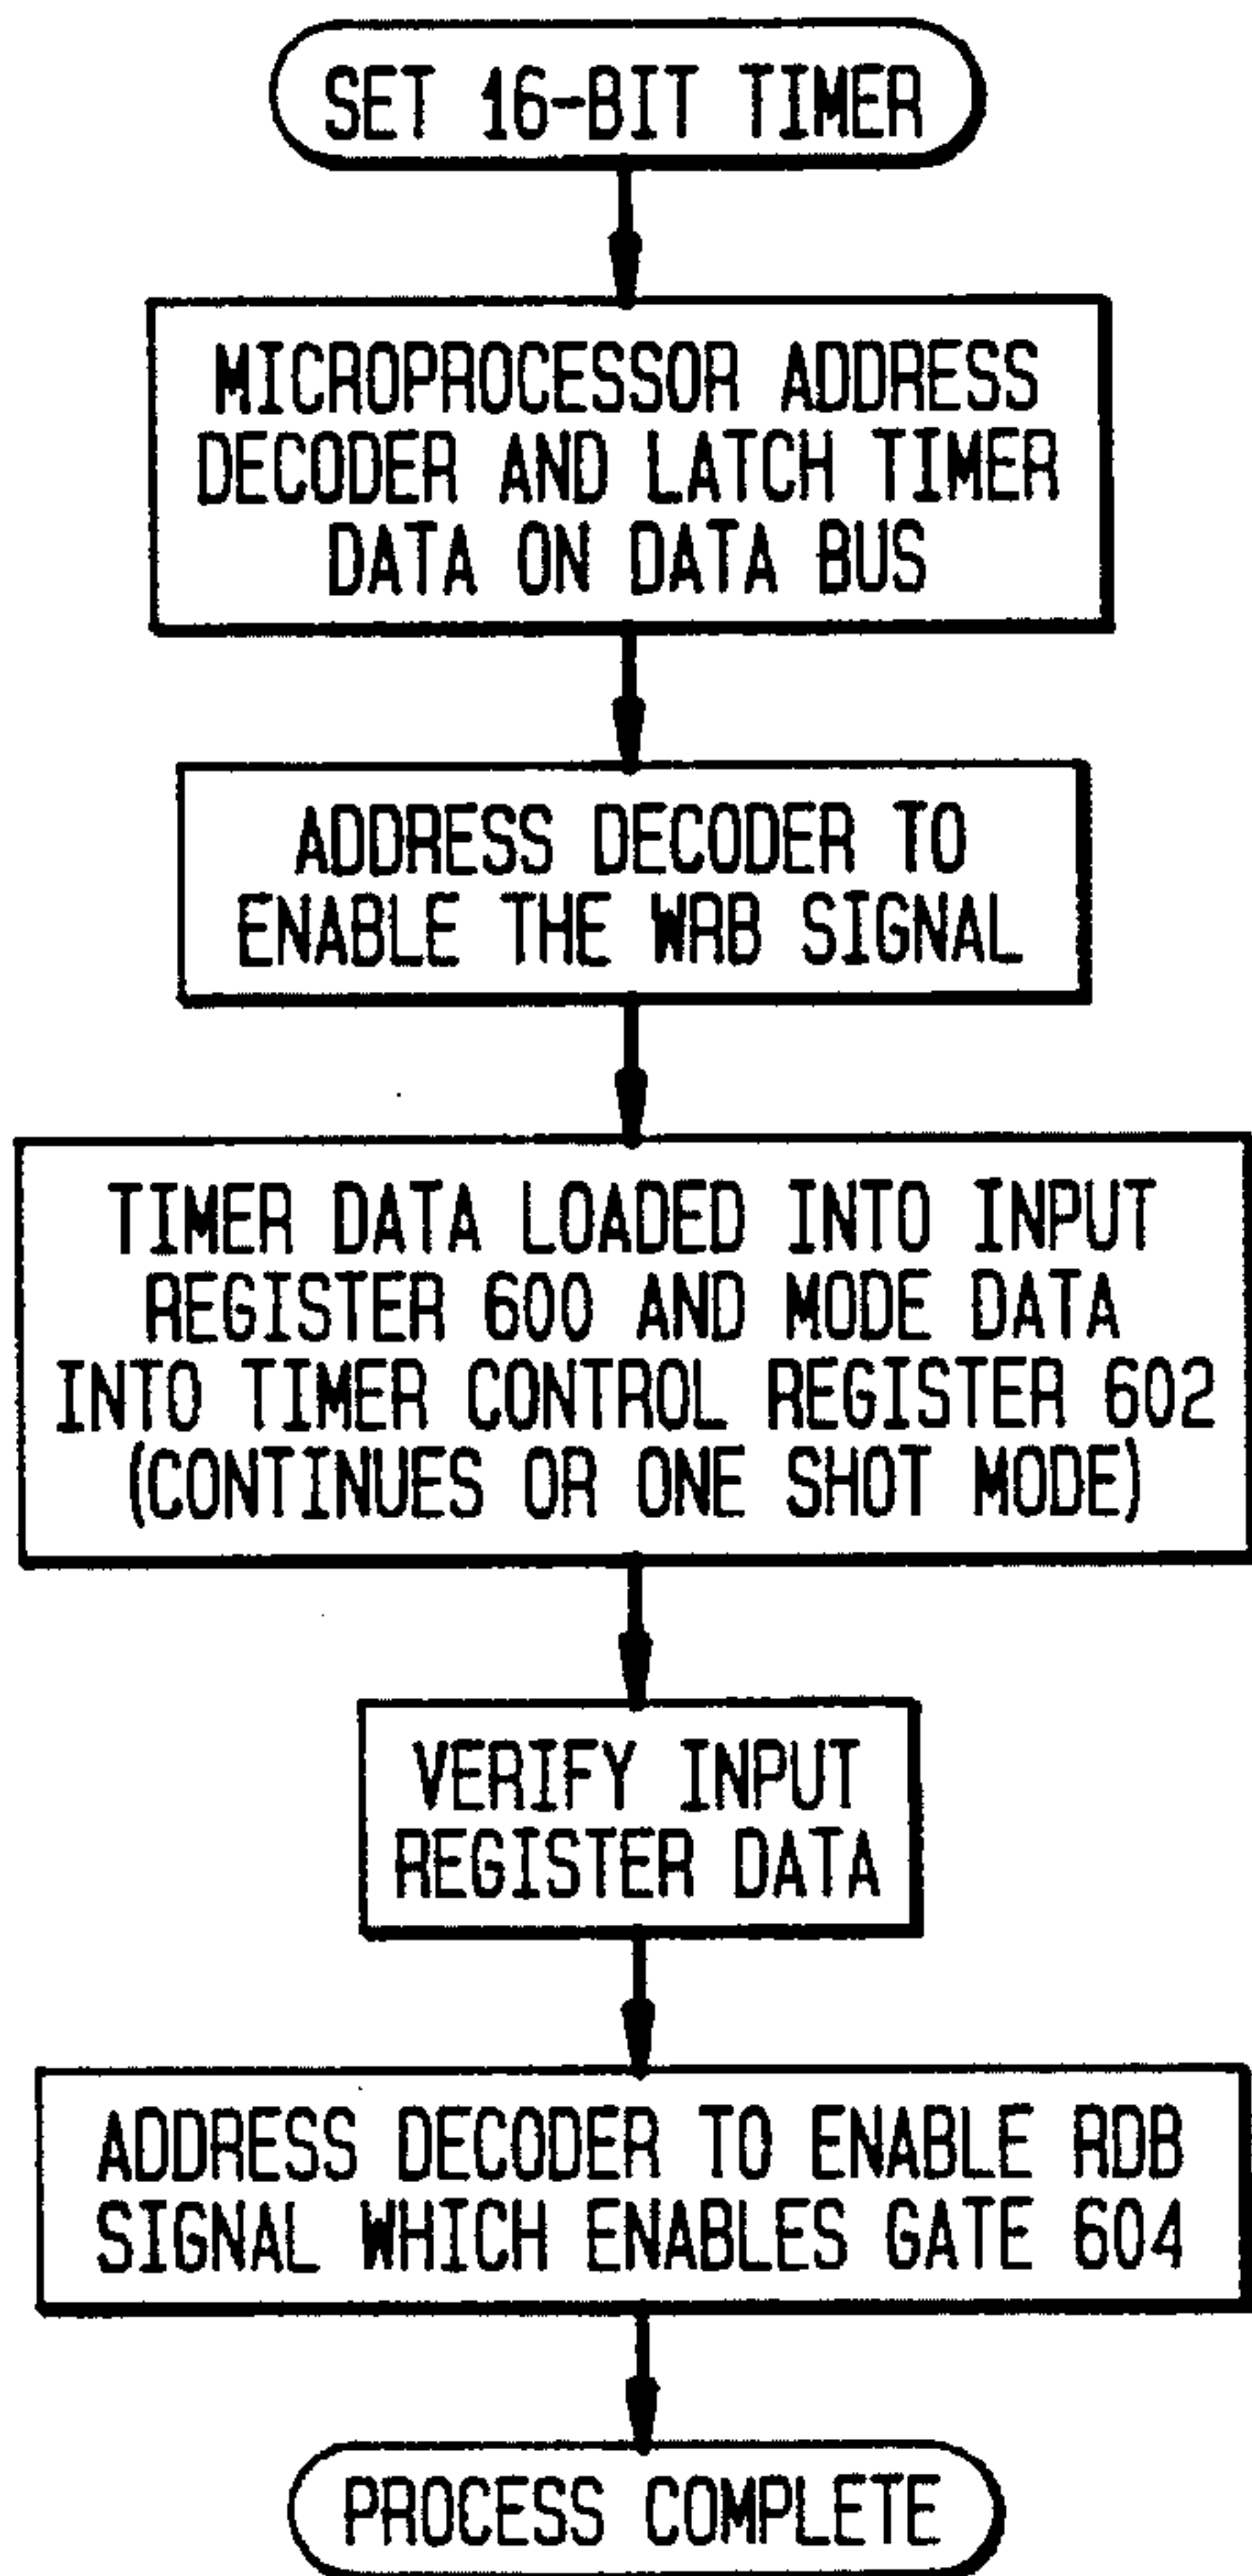 SET 16-BIT TIMER
MICROPROCESSOR ADDRESS
DECODER AND LATCH TIMER
DATA ON DATA BUS
ADDRESS DECODER TO
ENABLE THE WRB SIGNAL
TIMER DATA LOADED INTO INPUT
REGISTER 600 AND MODE DATA
INTO TIMER CONTROL REGISTER 602
(CONTINUES OR ONE SHOT MODE)
VERIFY INPUT
REGISTER DATA
ADDRESS DECODER TO ENABLE RDB
SIGNAL WHICH ENABLES GATE 604
PROCESS COMPLETE